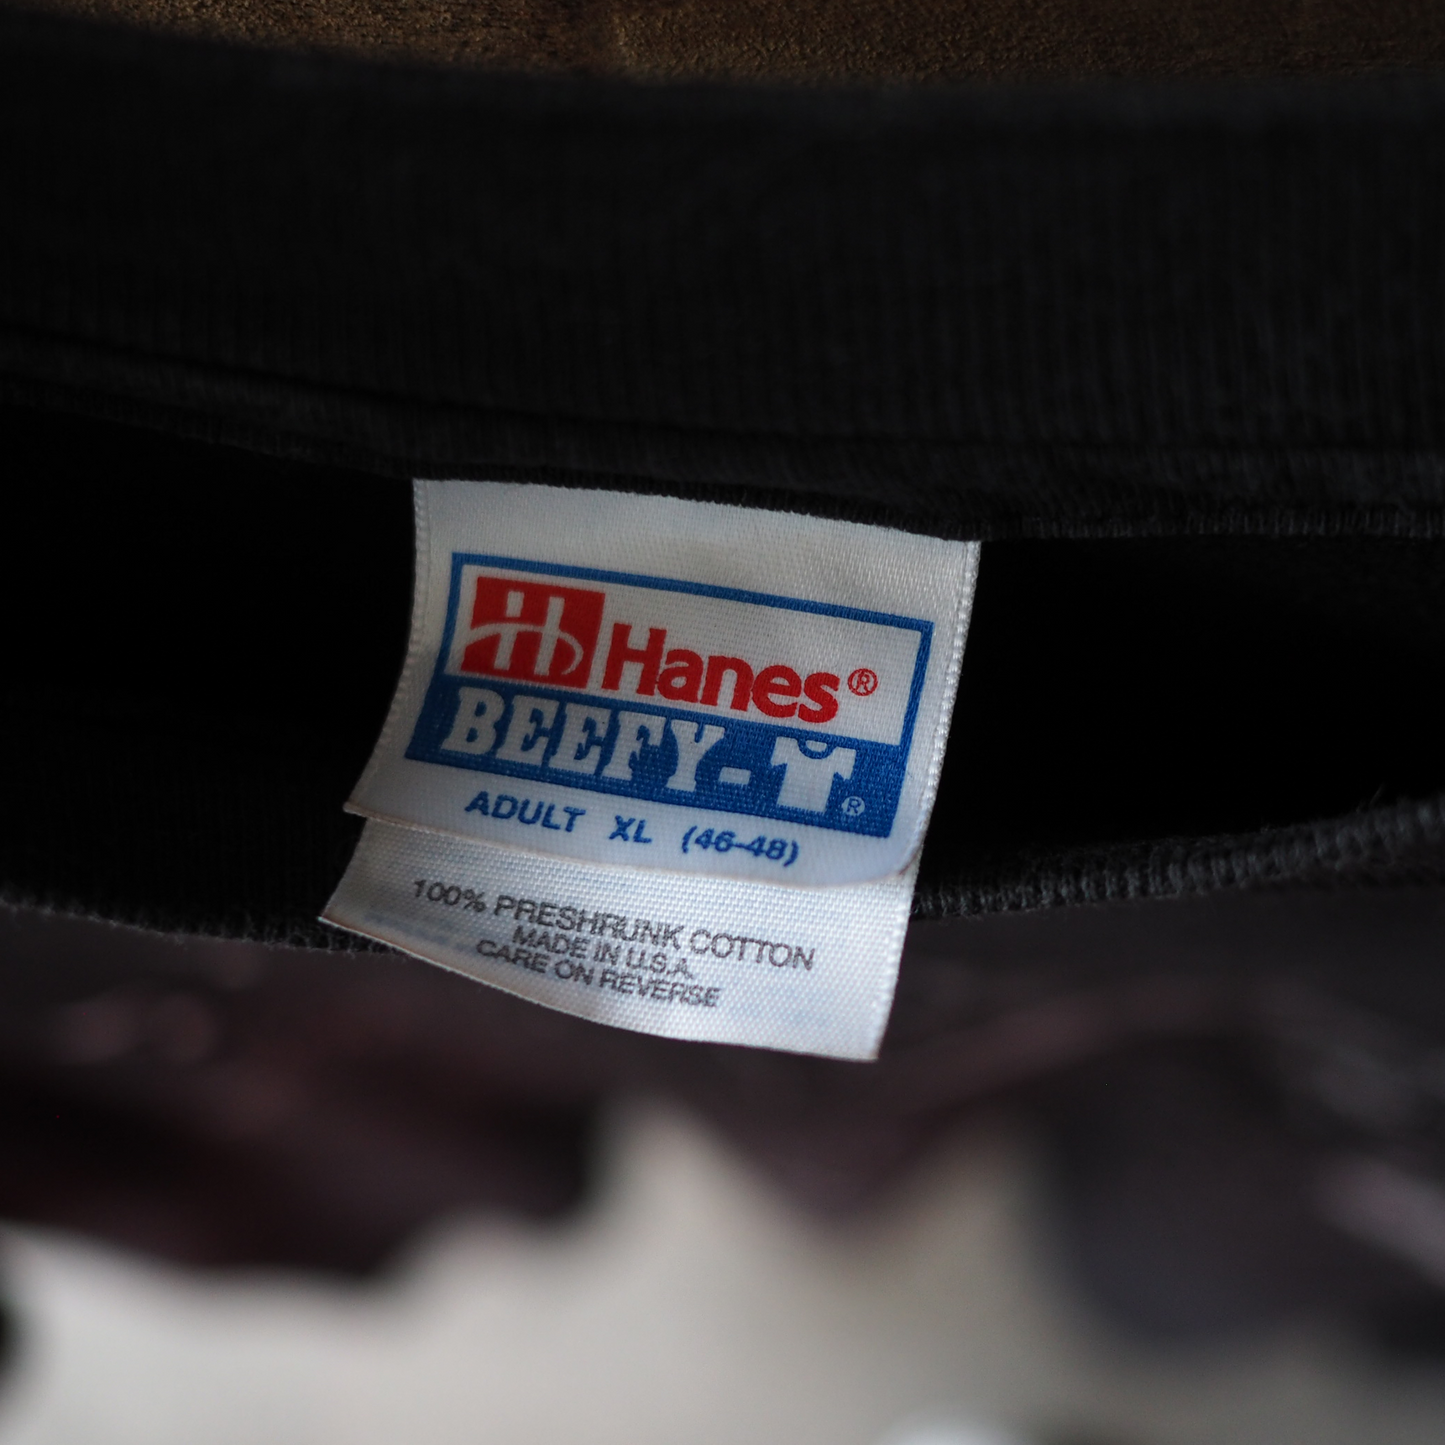 H Hanes®
BEEFY-T®
ADULT XL (46-48)
100% PRESHRUNK COTTON
MADE IN U.S.A.
CARE ON REVERSE